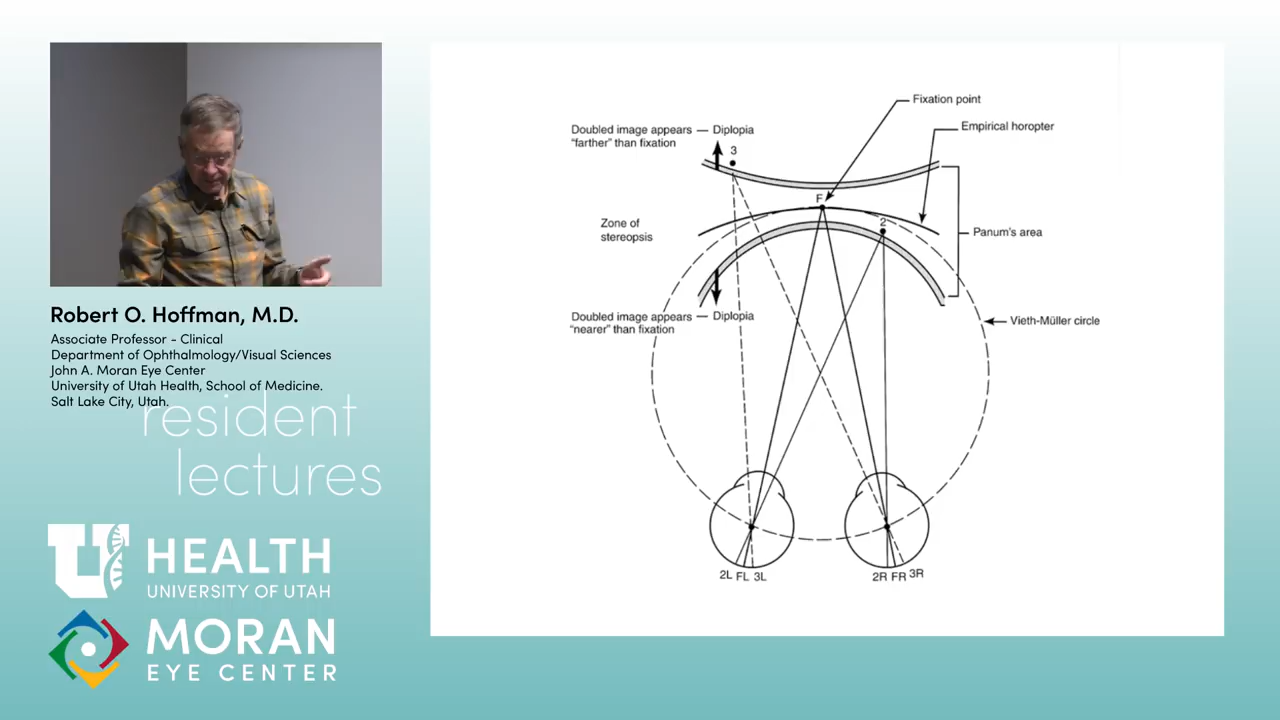 Robert O. Hoffman, M.D.
Associate Professor - Clinical
Department of Ophthalmology/Visual Sciences
John A. Moran Eye Center
University of Utah Health, School of Medicine.
Salt Lake City, Utah.
resident
lectures
U HEALTH
UNIVERSITY OF UTAH
MORAN
EYE CENTER
Fixation point
Empirical horopter
Doubled image appears — Diplopia
“farther” than fixation
3
F
2
Zone of
stereopsis
Panum's area
Doubled image appears — Diplopia
“nearer” than fixation
Vieth-Müller circle
2L FL 3L
2R FR 3R